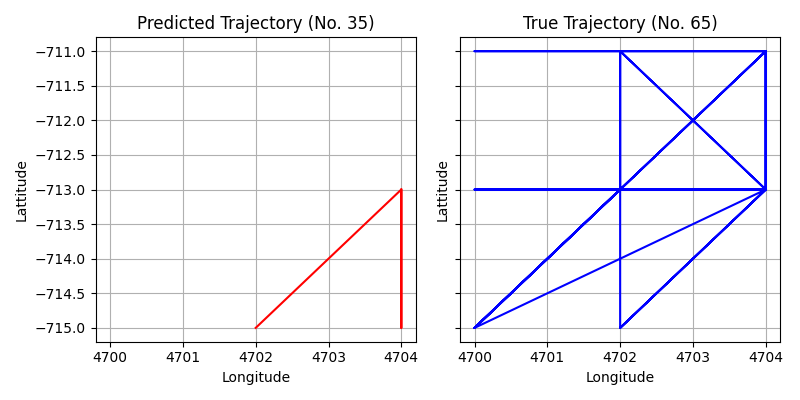 Predicted Trajectory (No. 35)
True Trajectory (No. 65)
−711.0
−711.5
−712.0
−712.5
−713.0
−713.5
−714.0
−714.5
−715.0
Lattitude
Lattitude
4700 4701 4702 4703 4704
4700 4701 4702 4703 4704
Longitude
Longitude